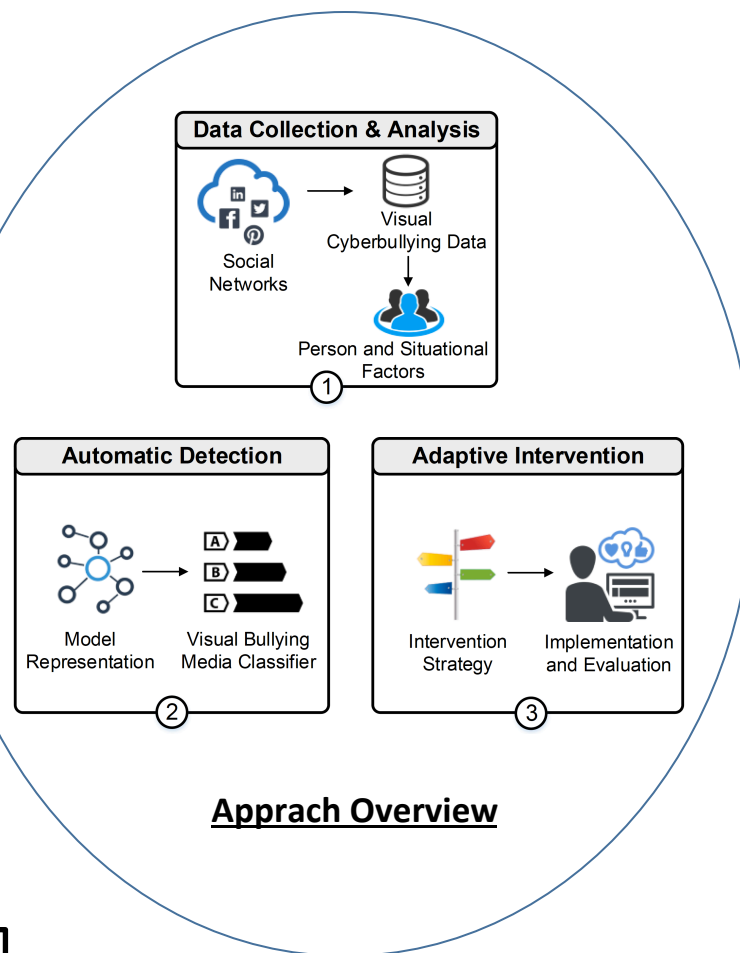 Data Collection & Analysis
in
f
Social
Networks
Visual
Cyberbullying Data
Person and Situational
Factors
1
Automatic Detection
A
B
C
Model
Representation
Visual Bullying
Media Classifier
2
Adaptive Intervention
Intervention
Strategy
Implementation
and Evaluation
3
Apprach Overview